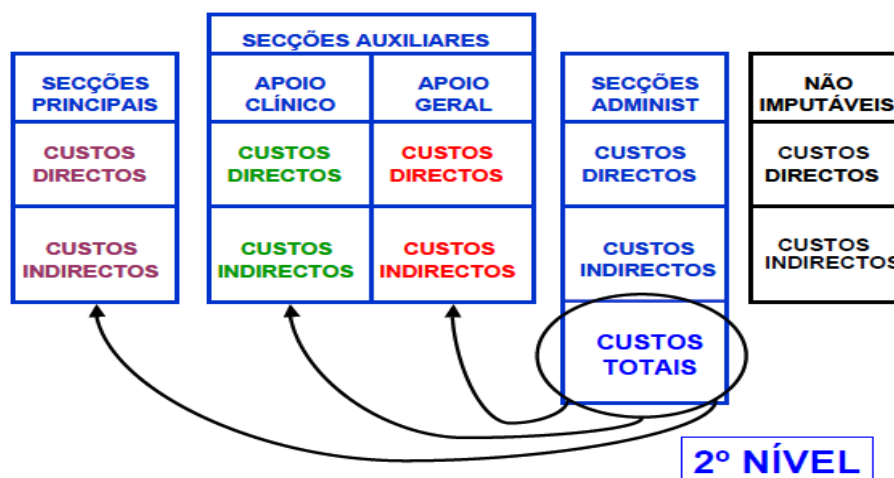 SECÇÕES AUXILIARES
SECÇÕES
PRINCIPAIS
APOIO
CLÍNICO
APOIO
GERAL
SECÇÕES
ADMINIST
NÃO
IMPUTÁVEIS
CUSTOS
DIRECTOS
CUSTOS
DIRECTOS
CUSTOS
DIRECTOS
CUSTOS
DIRECTOS
CUSTOS
DIRECTOS
CUSTOS
INDIRECTOS
CUSTOS
INDIRECTOS
CUSTOS
INDIRECTOS
CUSTOS
INDIRECTOS
CUSTOS
INDIRECTOS
CUSTOS
TOTAIS
2º NÍVEL